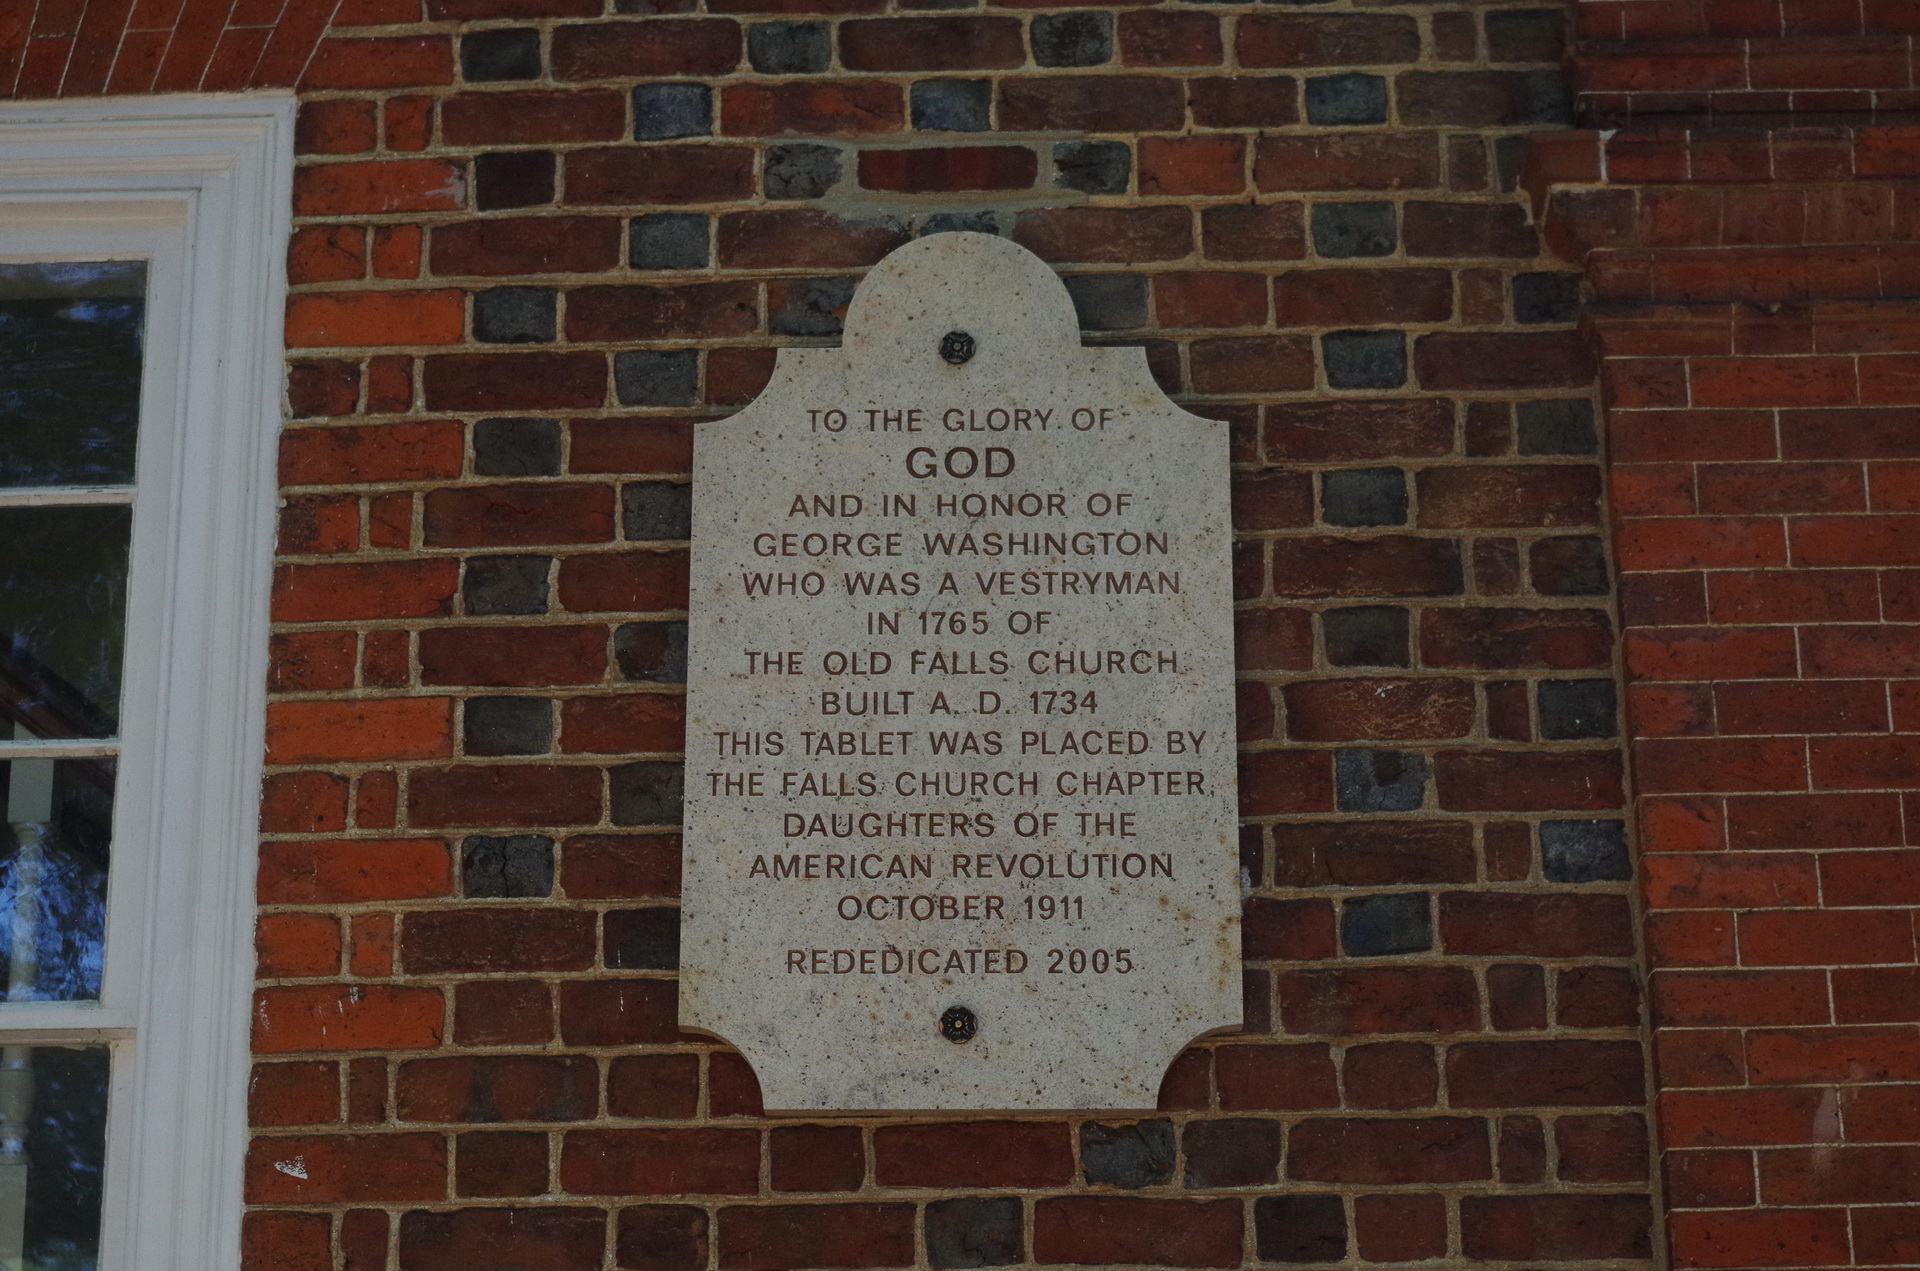 TO THE GLORY OF
GOD
AND IN HONOR OF
GEORGE WASHINGTON
WHO WAS A VESTRYMAN
IN 1765 OF
THE OLD FALLS CHURCH
BUILT A. D. 1734
THIS TABLET WAS PLACED BY
THE FALLS CHURCH CHAPTER,
DAUGHTERS OF THE
AMERICAN REVOLUTION
OCTOBER 1911
REDEDICATED 2005